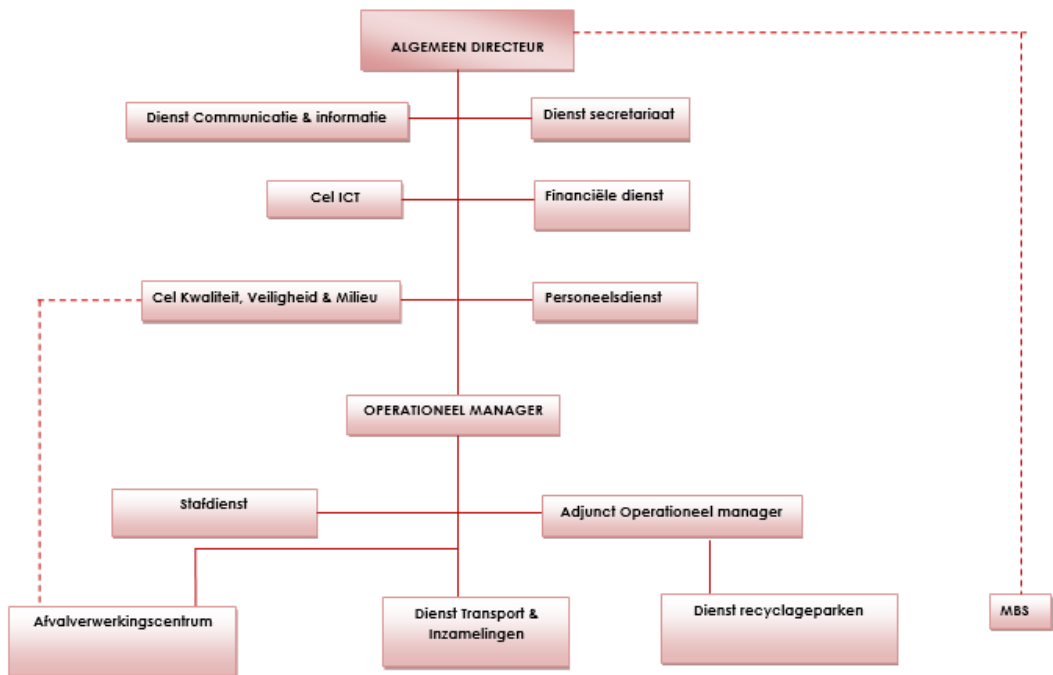 ALGEMEEN DIRECTEUR
Dienst Communicatie & informatie
Dienst secretariaat
Cel ICT
Financiële dienst
Cel Kwaliteit, Veiligheid & Milieu
Personeelsdienst
OPERATIONEEL MANAGER
Stafdienst
Adjunct Operationeel manager
Afvalverwerkingscentrum
Dienst Transport &
Inzamelingen
Dienst recyclageparken
MBS